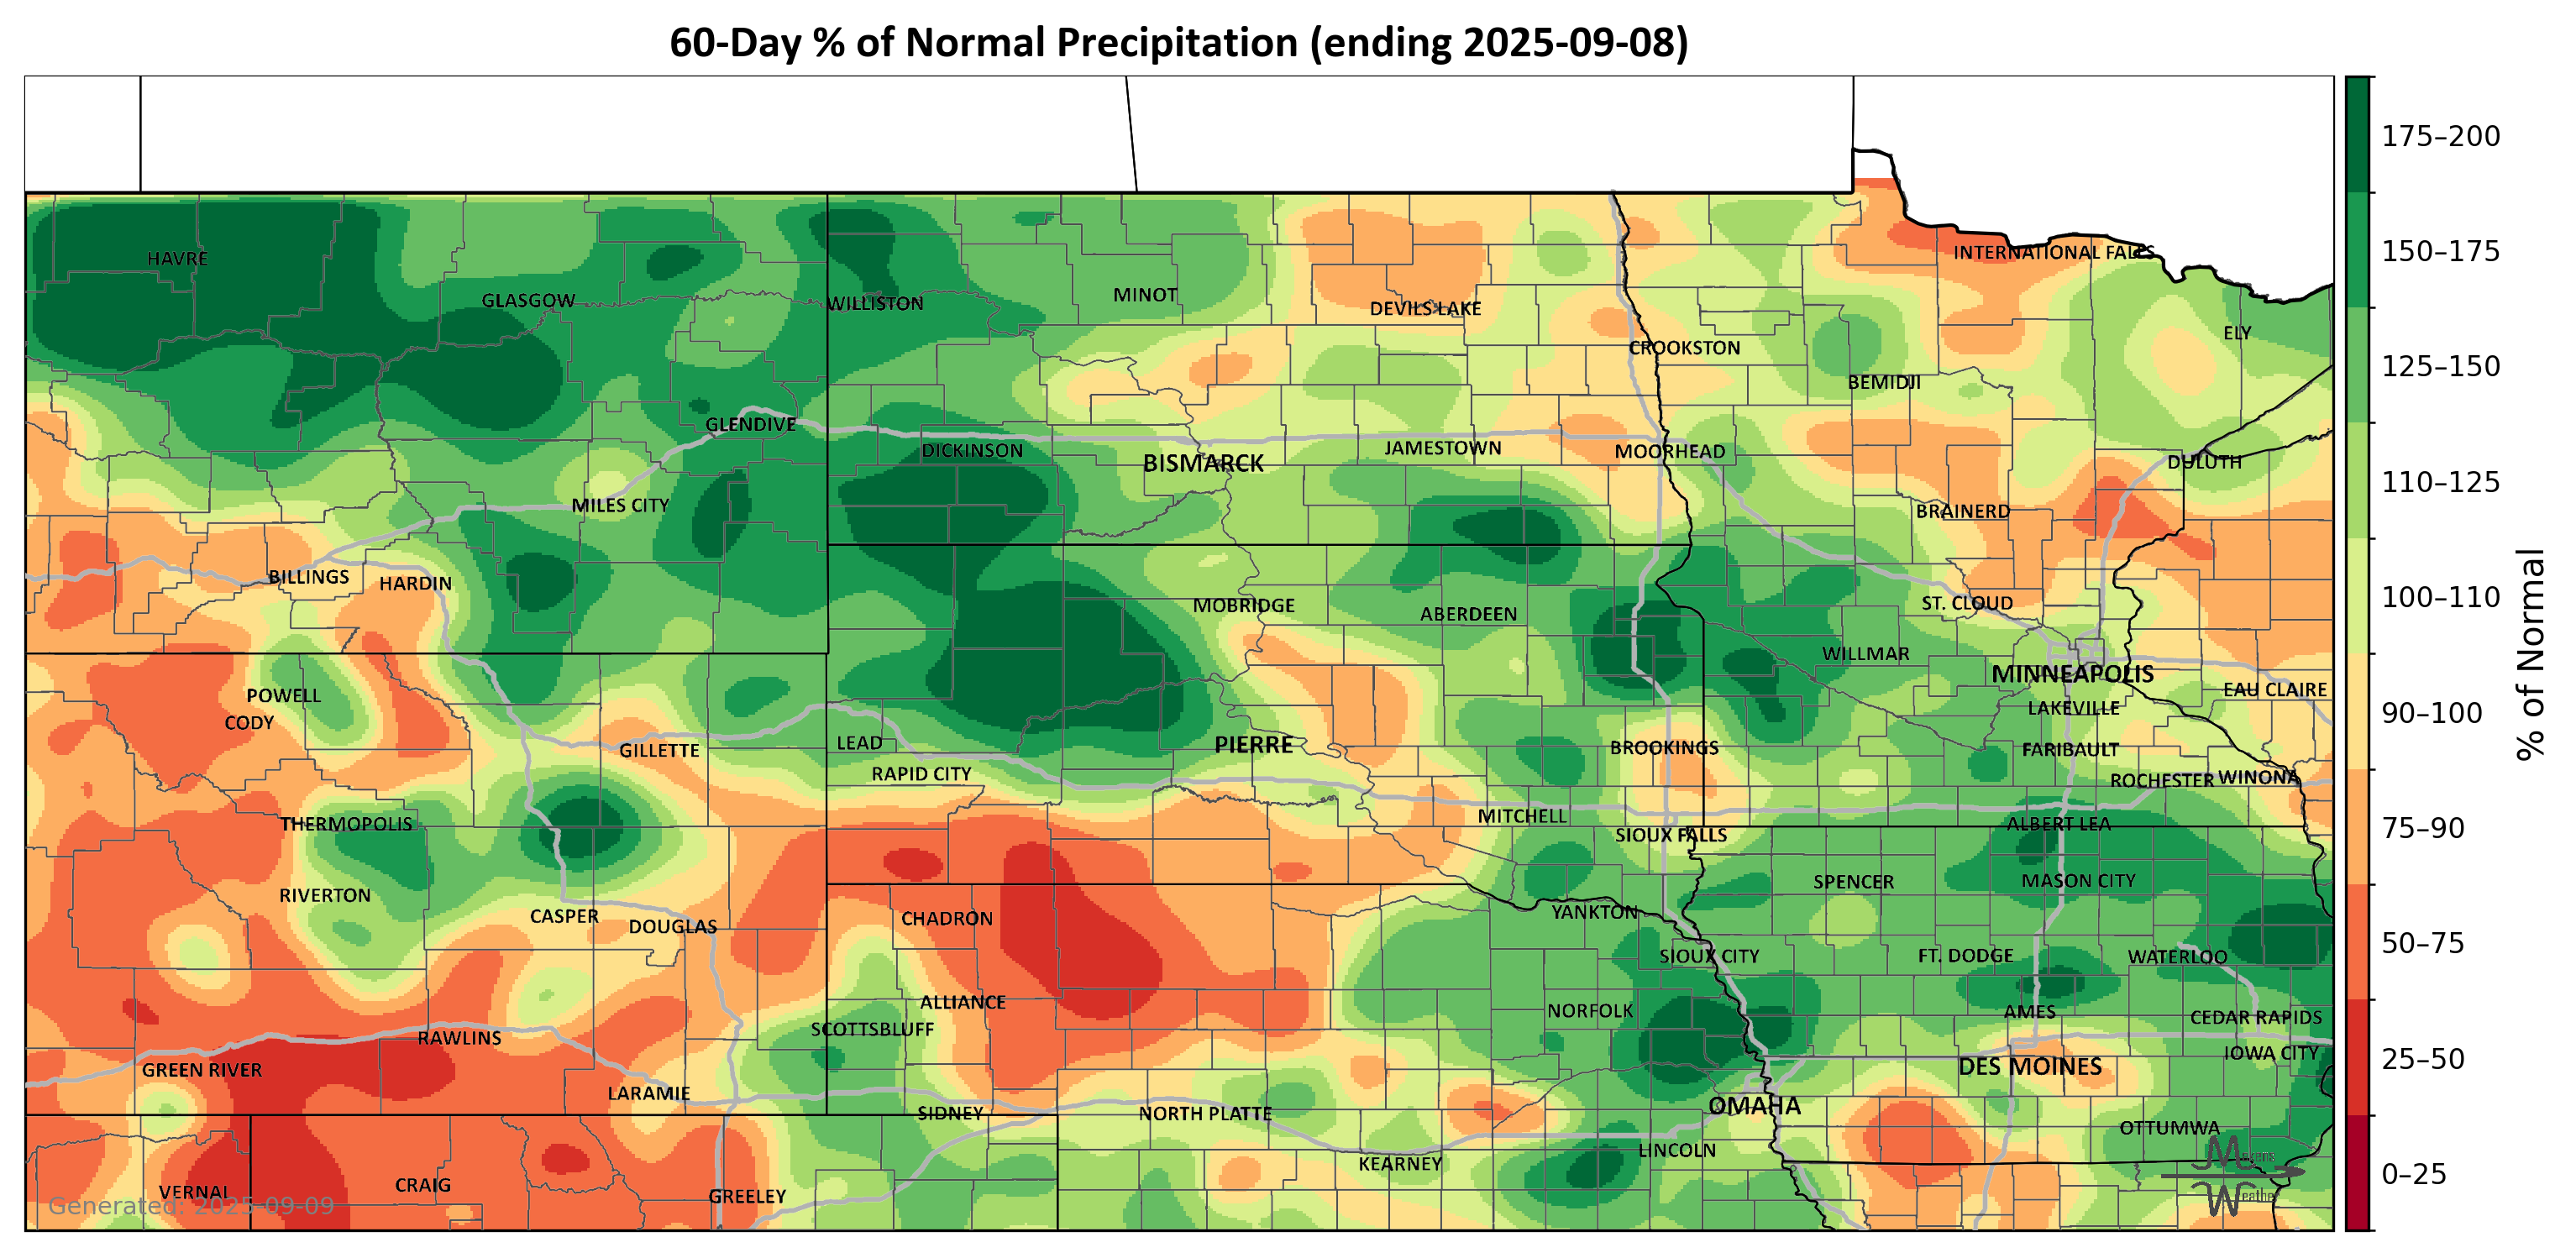 60-Day % of Normal Precipitation (ending 2025-09-08)
175–200
150–175
125–150
110–125
100–110
90–100
75–90
50–75
25–50
0–25
% of Normal
HAVRE
GLASGOW
WILLISTON
MINOT
DEVILS LAKE
INTERNATIONAL FALLS
ELY
CROOKSTON
BEMIDJI
GLENDIVE
DICKINSON
BISMARCK
JAMESTOWN
MOORHEAD
DULUTH
MILES CITY
BRAINERD
BILLINGS
HARDIN
MOBRIDGE
ABERDEEN
ST. CLOUD
WILLMAR
MINNEAPOLIS
EAU CLAIRE
POWELL
CODY
LAKEVILLE
GILLETTE
LEAD
PIERRE
BROOKINGS
FARIBAULT
RAPID CITY
ROCHESTER
WINONA
THERMOPOLIS
MITCHELL
SIOUX FALLS
ALBERT LEA
RIVERTON
SPENCER
MASON CITY
CASPER
DOUGLAS
CHADRON
YANKTON
SIOUX CITY
FT. DODGE
WATERLOO
ALLIANCE
NORFOLK
AMES
CEDAR RAPIDS
SCOTTSBLUFF
RAWLINS
IOWA CITY
GREEN RIVER
DES MOINES
LARAMIE
SIDNEY
NORTH PLATTE
OMAHA
OTTUMWA
KEARNEY
LINCOLN
VERNAL
CRAIG
GREELEY
Generated: 2025-09-09